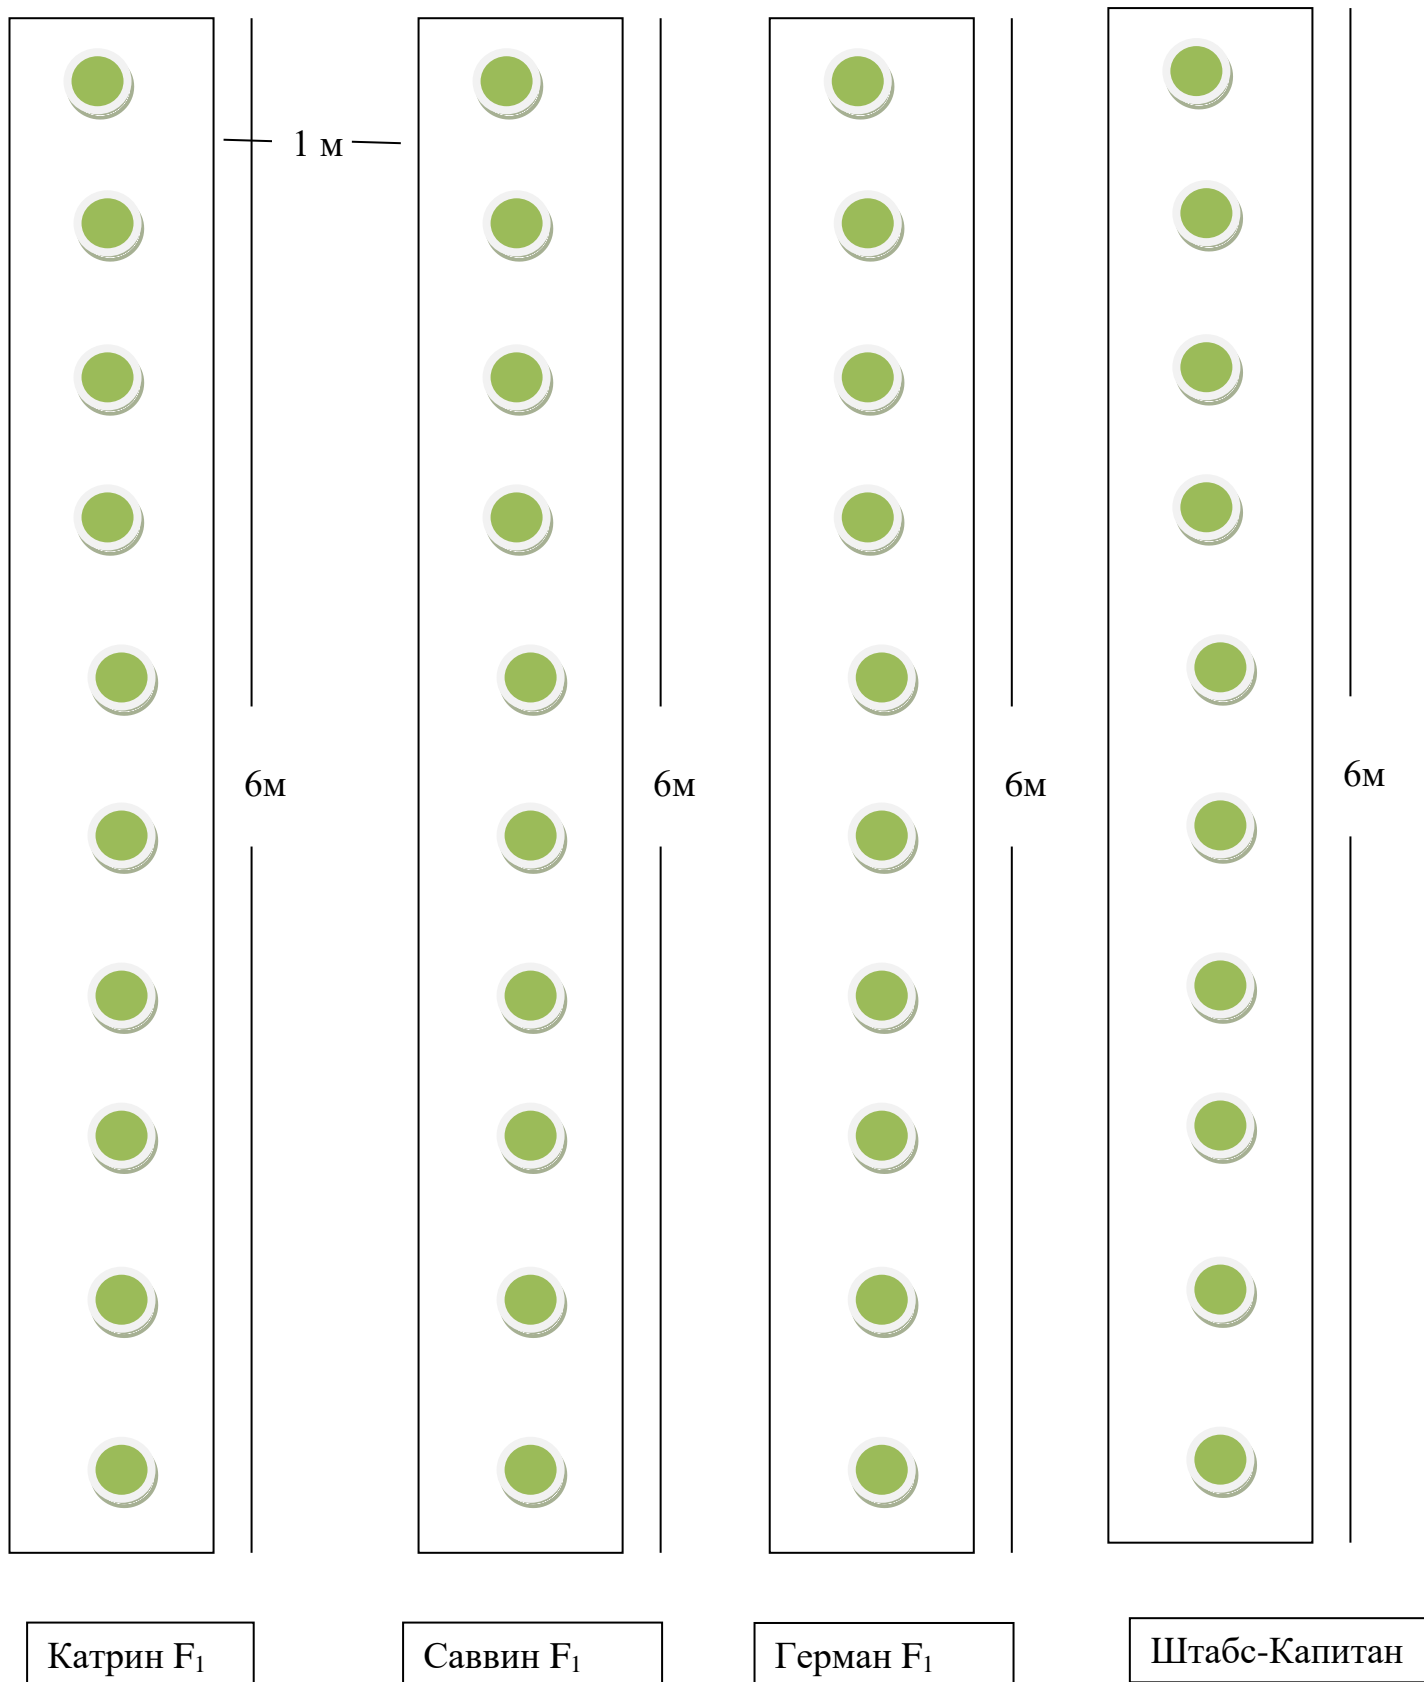 1 м
6м
6м
6м
6м
Катрин F₁
Саввин F₁
Герман F₁
Штабс-Капитан